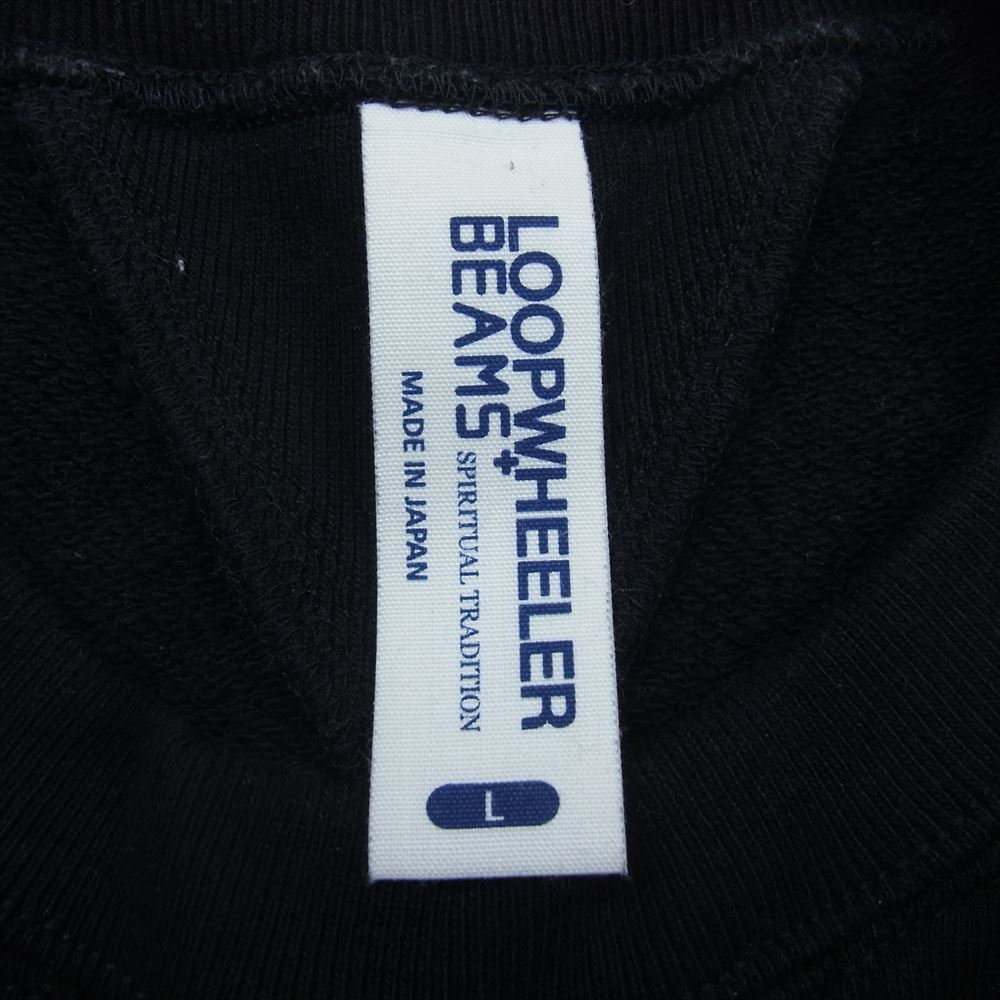 LOOPWHEELER
BEAMS+ SPIRITUAL TRADITION
MADE IN JAPAN
L